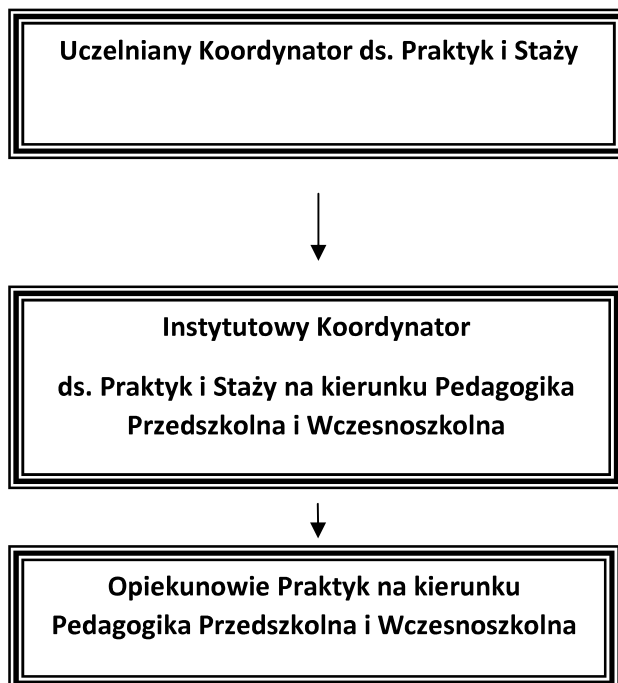 Uczelniany Koordynator ds. Praktyk i Staży
Instytutowy Koordynator
ds. Praktyk i Staży na kierunku Pedagogika
Przedszkolna i Wczesnoszkolna
Opiekunowie Praktyk na kierunku
Pedagogika Przedszkolna i Wczesnoszkolna